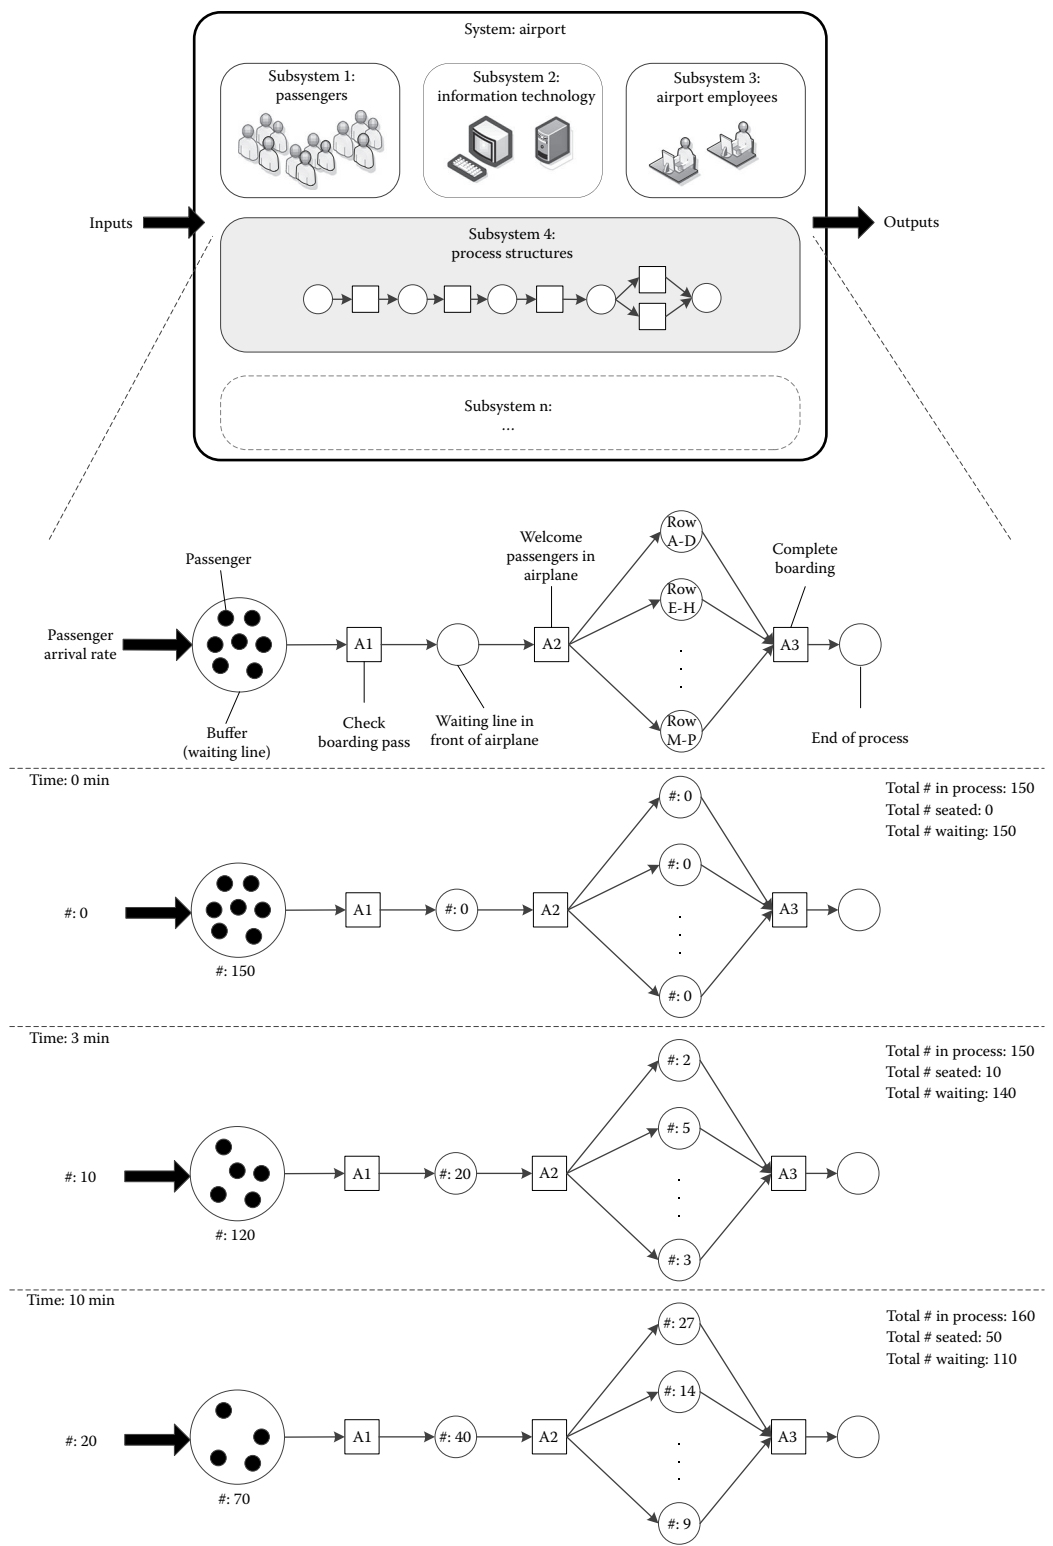 System: airport
Subsystem 1:
passengers
Subsystem 2:
information technology
Subsystem 3:
airport employees
Inputs
Outputs
Subsystem 4:
process structures
Subsystem n:
...
Passenger
Welcome
passengers in
airplane
Row
A-D
Complete
boarding
Row
E-H
Passenger
arrival rate
A1
A2
A3
.
.
.
Row
M-P
Buffer
(waiting line)
Check
boarding pass
Waiting line in
front of airplane
End of process
Time: 0 min
Total # in process: 150
Total # seated: 0
Total # waiting: 150
#: 0
#: 0
#: 0
A1
#: 0
A2
A3
.
.
.
#: 150
#: 0
Time: 3 min
Total # in process: 150
Total # seated: 10
Total # waiting: 140
#: 2
#: 5
#: 10
A1
#: 20
A2
A3
.
.
.
#: 120
#: 3
Time: 10 min
Total # in process: 160
Total # seated: 50
Total # waiting: 110
#: 27
#: 14
#: 20
A1
#: 40
A2
A3
.
.
.
#: 70
#: 9